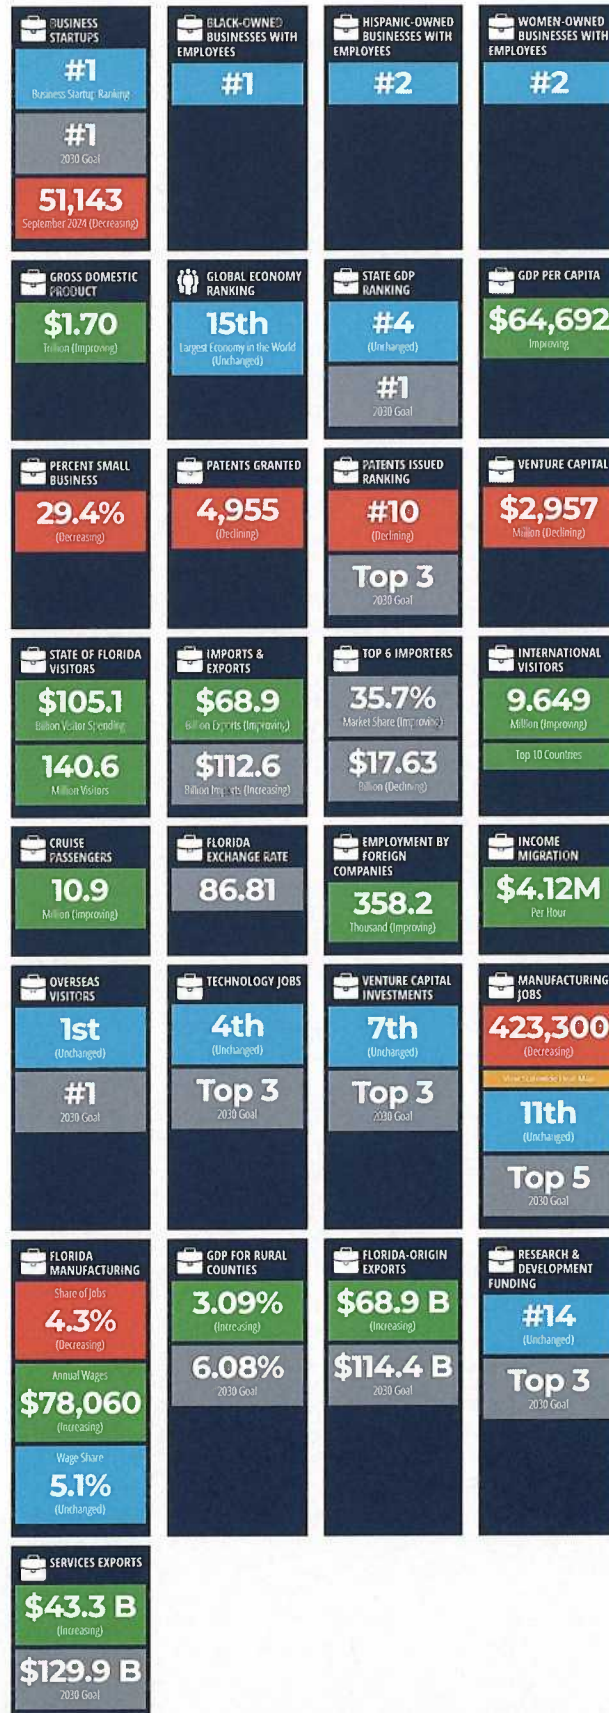 BUSINESS
STARTUPS
#1
Business Startup Ranking
#1
2030 Goal
51,143
September 2024 (Decreasing)
BLACK-OWNED
BUSINESSES WITH
EMPLOYEES
#1
HISPANIC-OWNED
BUSINESSES WITH
EMPLOYEES
#2
WOMEN-OWNED
BUSINESSES WITH
EMPLOYEES
#2
GROSS DOMESTIC
PRODUCT
$1.70
Trillion (Improving)
GLOBAL ECONOMY
RANKING
15th
Largest Economy in the World
(Unchanged)
STATE GDP
RANKING
#4
(Unchanged)
#1
2030 Goal
GDP PER CAPITA
$64,692
Improving
PERCENT SMALL
BUSINESS
29.4%
(Decreasing)
PATENTS GRANTED
4,955
(Declining)
PATENTS ISSUED
RANKING
#10
(Declining)
Top 3
2030 Goal
VENTURE CAPITAL
$2,957
Million (Declining)
STATE OF FLORIDA
VISITORS
$105.1
Billion Visitor Spending
140.6
Million Visitors
IMPORTS &
EXPORTS
$68.9
Billion Exports (Improving)
$112.6
Billion Imports (Increasing)
TOP 6 IMPORTERS
35.7%
Market Share (Improving)
$17.63
Billion (Declining)
INTERNATIONAL
VISITORS
9.649
Million (Improving)
Top 10 Countries
CRUISE
PASSENGERS
10.9
Million (Improving)
FLORIDA
EXCHANGE RATE
86.81
EMPLOYMENT BY
FOREIGN
COMPANIES
358.2
Thousand (Improving)
INCOME
MIGRATION
$4.12M
Per Hour
OVERSEAS
VISITORS
1st
(Unchanged)
#1
2030 Goal
TECHNOLOGY JOBS
4th
(Unchanged)
Top 3
2030 Goal
VENTURE CAPITAL
INVESTMENTS
7th
(Unchanged)
Top 3
2030 Goal
MANUFACTURING
JOBS
423,300
(Decreasing)
View Statewide Heat Map
11th
(Unchanged)
Top 5
2030 Goal
FLORIDA
MANUFACTURING
Share of Jobs
4.3%
(Decreasing)
Annual Wages
$78,060
(Increasing)
Wage Share
5.1%
(Unchanged)
GDP FOR RURAL
COUNTIES
3.09%
(Increasing)
6.08%
2030 Goal
FLORIDA-ORIGIN
EXPORTS
$68.9 B
(Increasing)
$114.4 B
2030 Goal
RESEARCH &
DEVELOPMENT
FUNDING
#14
(Unchanged)
Top 3
2030 Goal
SERVICES EXPORTS
$43.3 B
(Increasing)
$129.9 B
2030 Goal